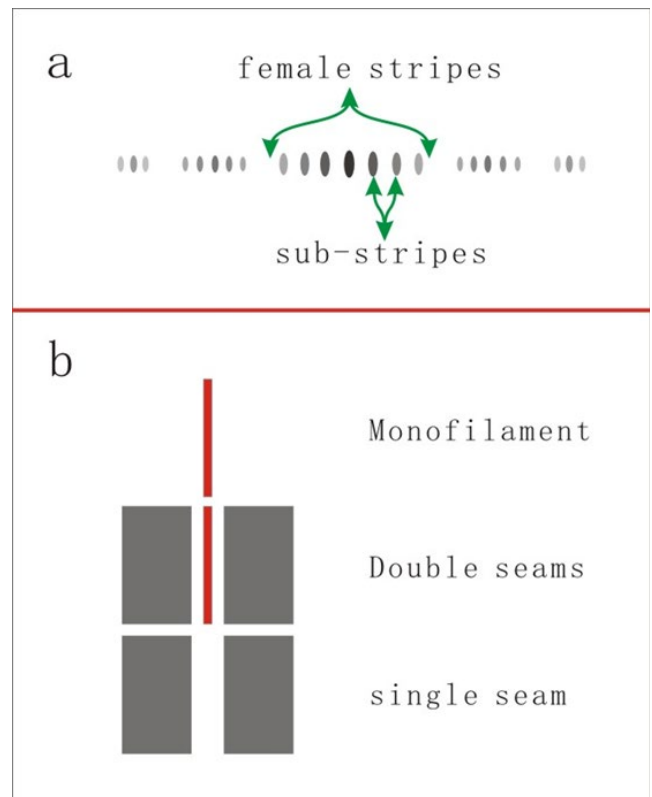 a
female stripes
sub-stripes
b
Monofilament
Double seams
single seam